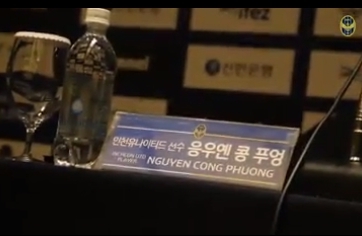 ifez
신한은행
인천유나이티드 선수 응우옌 콩 푸엉
INCHEON UTD
PLAYER NGUYEN CONG PHUONG